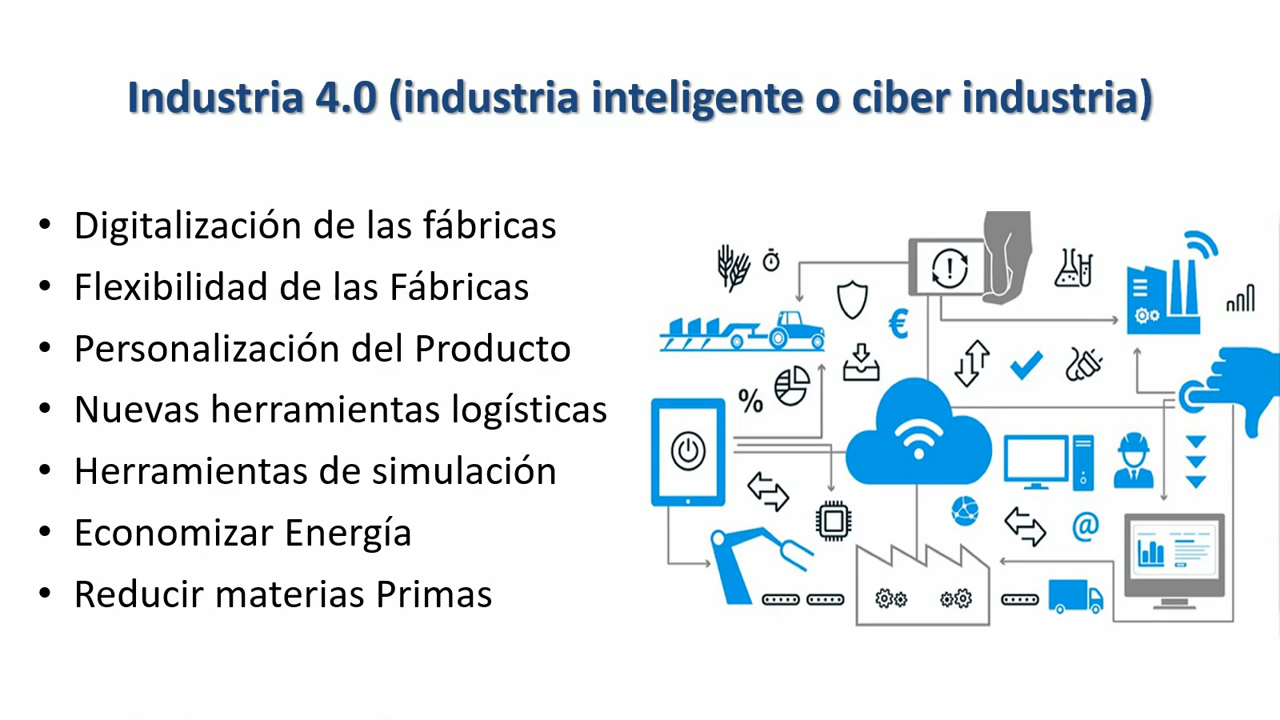 Industria 4.0 (industria inteligente o ciber industria)
• Digitalización de las fábricas
• Flexibilidad de las Fábricas
• Personalización del Producto
• Nuevas herramientas logísticas
• Herramientas de simulación
• Economizar Energía
• Reducir materias Primas
!
€
%
@